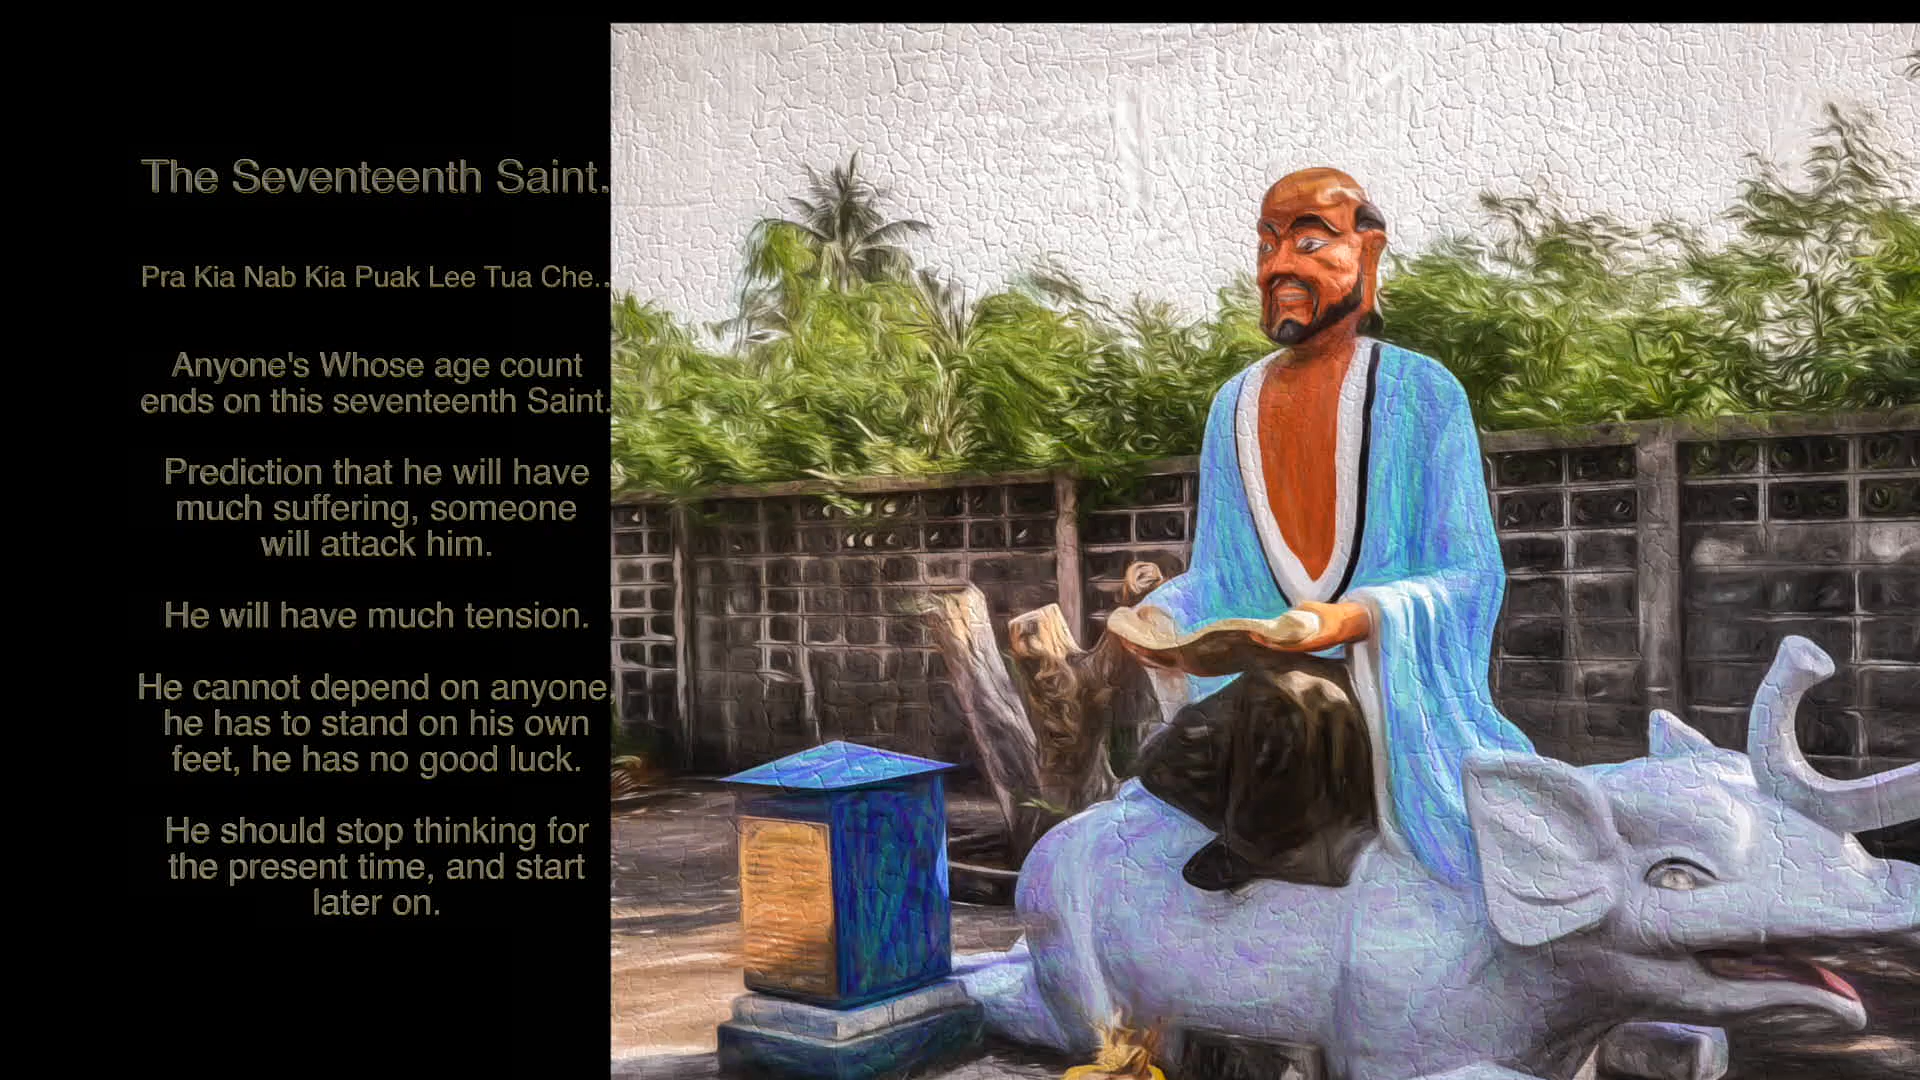 The Seventeenth Saint.
Pra Kia Nab Kia Puak Lee Tua Che..
Anyone's Whose age count
ends on this seventeenth Saint.
Prediction that he will have
much suffering, someone
will attack him.
He will have much tension.
He cannot depend on anyone,
he has to stand on his own
feet, he has no good luck.
He should stop thinking for
the present time, and start
later on.